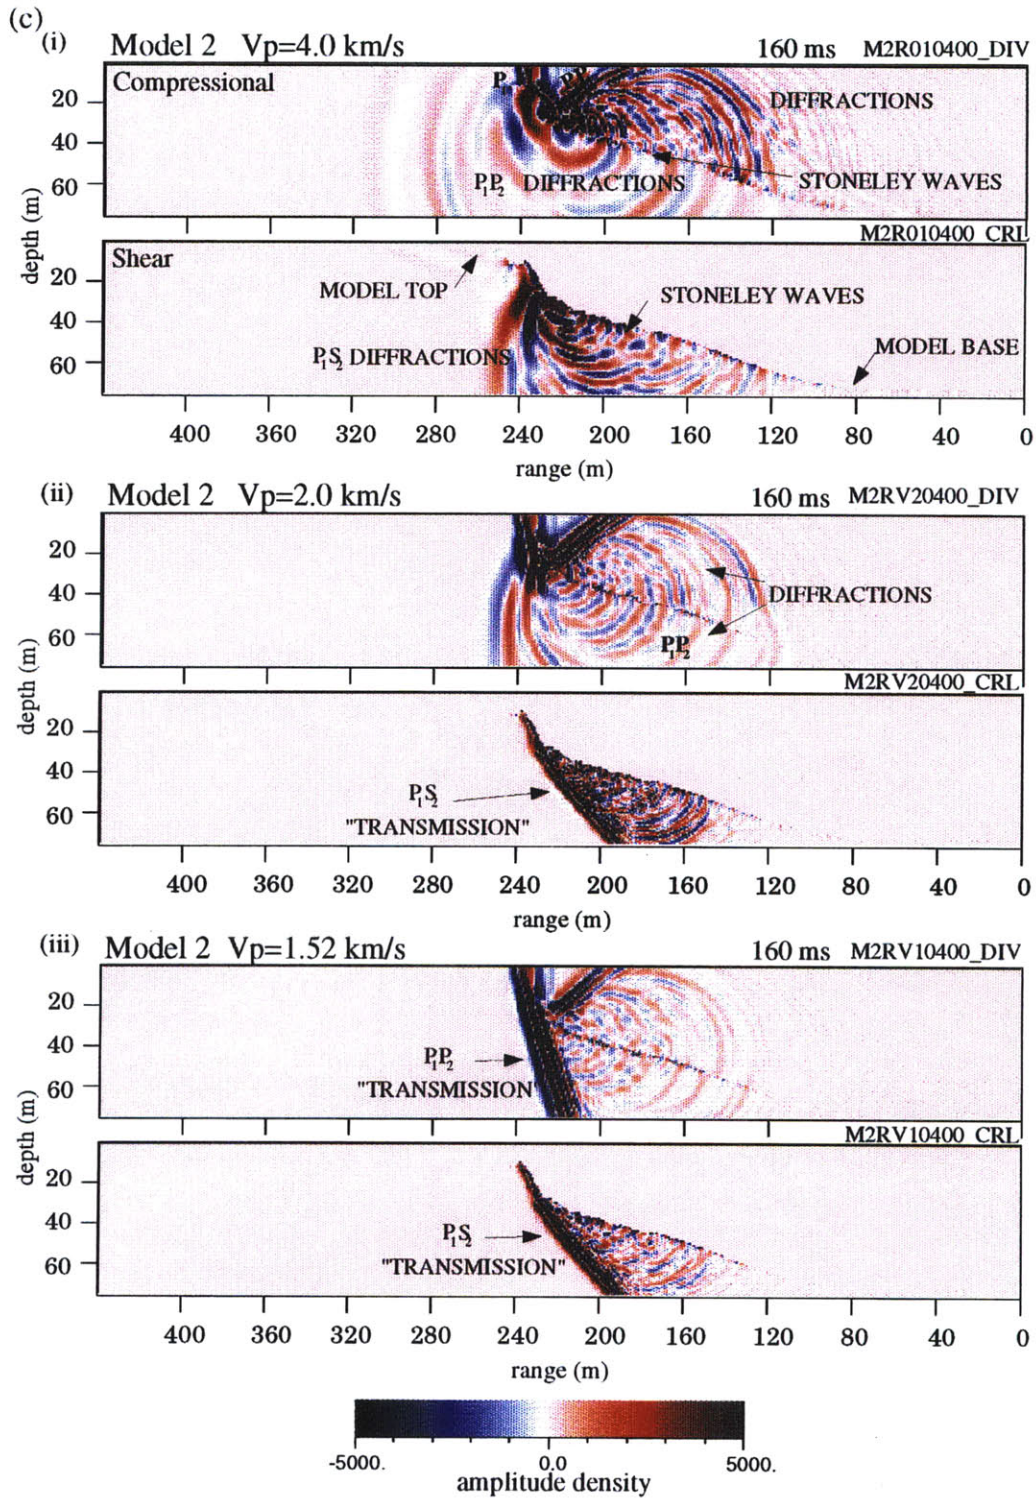 (c)
(i) Model 2 Vp=4.0 km/s 160 ms M2R010400_DIV
Compressional
DIFFRACTIONS
P₁P₂ DIFFRACTIONS
STONELEY WAVES
20
40
60
M2R010400_CRL
Shear
MODEL TOP
STONELEY WAVES
P₁S₂ DIFFRACTIONS
MODEL BASE
20
40
60
depth (m)
400 360 320 280 240 200 160 120 80 40 0
range (m)
(ii) Model 2 Vp=2.0 km/s 160 ms M2RV20400_DIV
DIFFRACTIONS
P₁P₂
20
40
60
M2RV20400_CRL
P₁S₂
"TRANSMISSION"
20
40
60
depth (m)
400 360 320 280 240 200 160 120 80 40 0
range (m)
(iii) Model 2 Vp=1.52 km/s 160 ms M2RV10400_DIV
P₁P₂
"TRANSMISSION"
20
40
60
M2RV10400_CRL
P₁S₂
"TRANSMISSION"
20
40
60
depth (m)
400 360 320 280 240 200 160 120 80 40 0
range (m)
-5000. 0.0 5000.
amplitude density